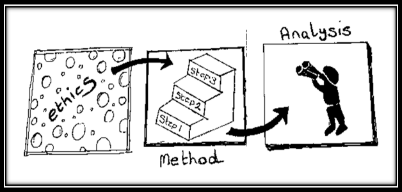 ethics
Step3
Step2
Step1
Method
Analysis